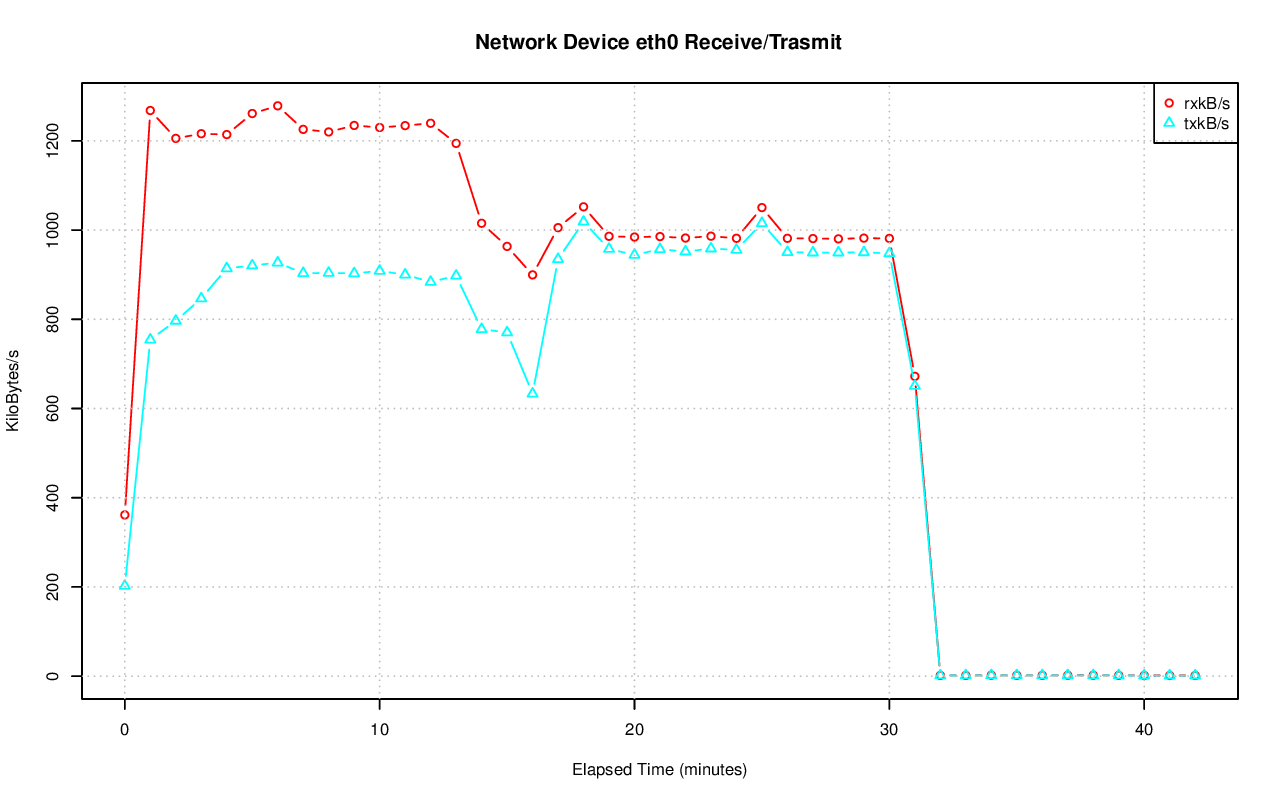 Network Device eth0 Receive/Trasmit
rxkB/s
txkB/s
KiloBytes/s
1200
1000
800
600
400
200
0
0 10 20 30 40
Elapsed Time (minutes)